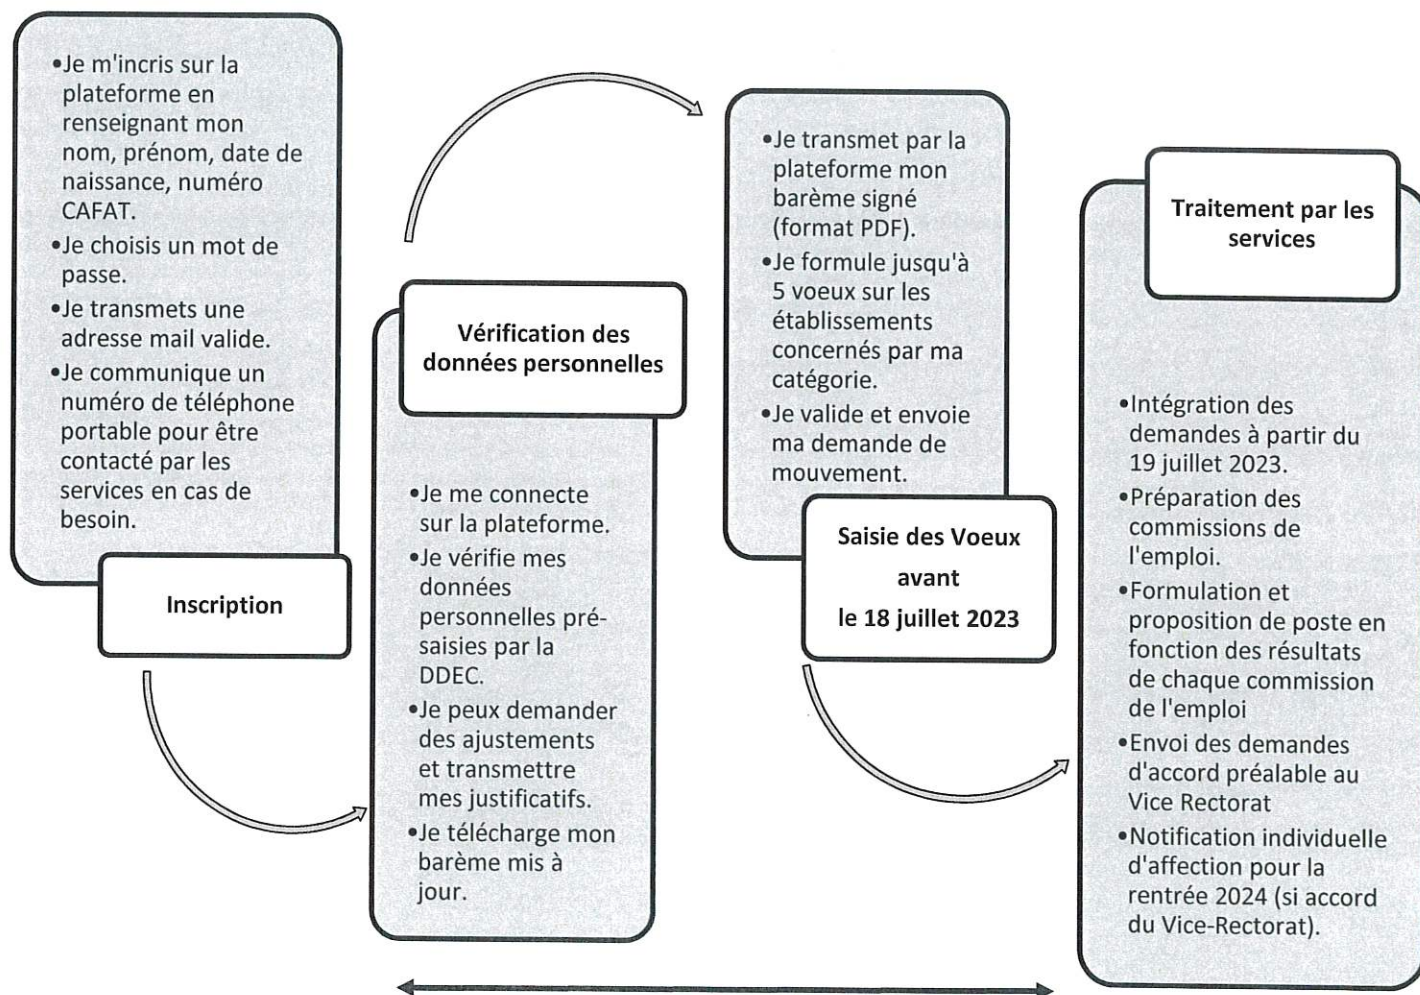 •Je m'incris sur la
plateforme en
renseignant mon
nom, prénom, date de
naissance, numéro
CAFAT.
•Je choisis un mot de
passe.
•Je transmets une
adresse mail valide.
•Je communique un
numéro de téléphone
portable pour être
contacté par les
services en cas de
besoin.
Inscription
Vérification des
données personnelles
•Je me connecte
sur la plateforme.
•Je vérifie mes
données
personnelles pré-
saisies par la
DDEC.
•Je peux demander
des ajustements
et transmettre
mes justificatifs.
•Je télécharge mon
barème mis à
jour.
•Je transmet par la
plateforme mon
barème signé
(format PDF).
•Je formule jusqu'à
5 voeux sur les
établissements
concernés par ma
catégorie.
•Je valide et envoie
ma demande de
mouvement.
Saisie des Voeux
avant
le 18 juillet 2023
Traitement par les
services
•Intégration des
demandes à partir du
19 juillet 2023.
•Préparation des
commissions de
l'emploi.
•Formulation et
proposition de poste en
fonction des résultats
de chaque commission
de l'emploi
•Envoi des demandes
d'accord préalable au
Vice Rectorat
•Notification individuelle
d'affection pour la
rentrée 2024 (si accord
du Vice-Rectorat).